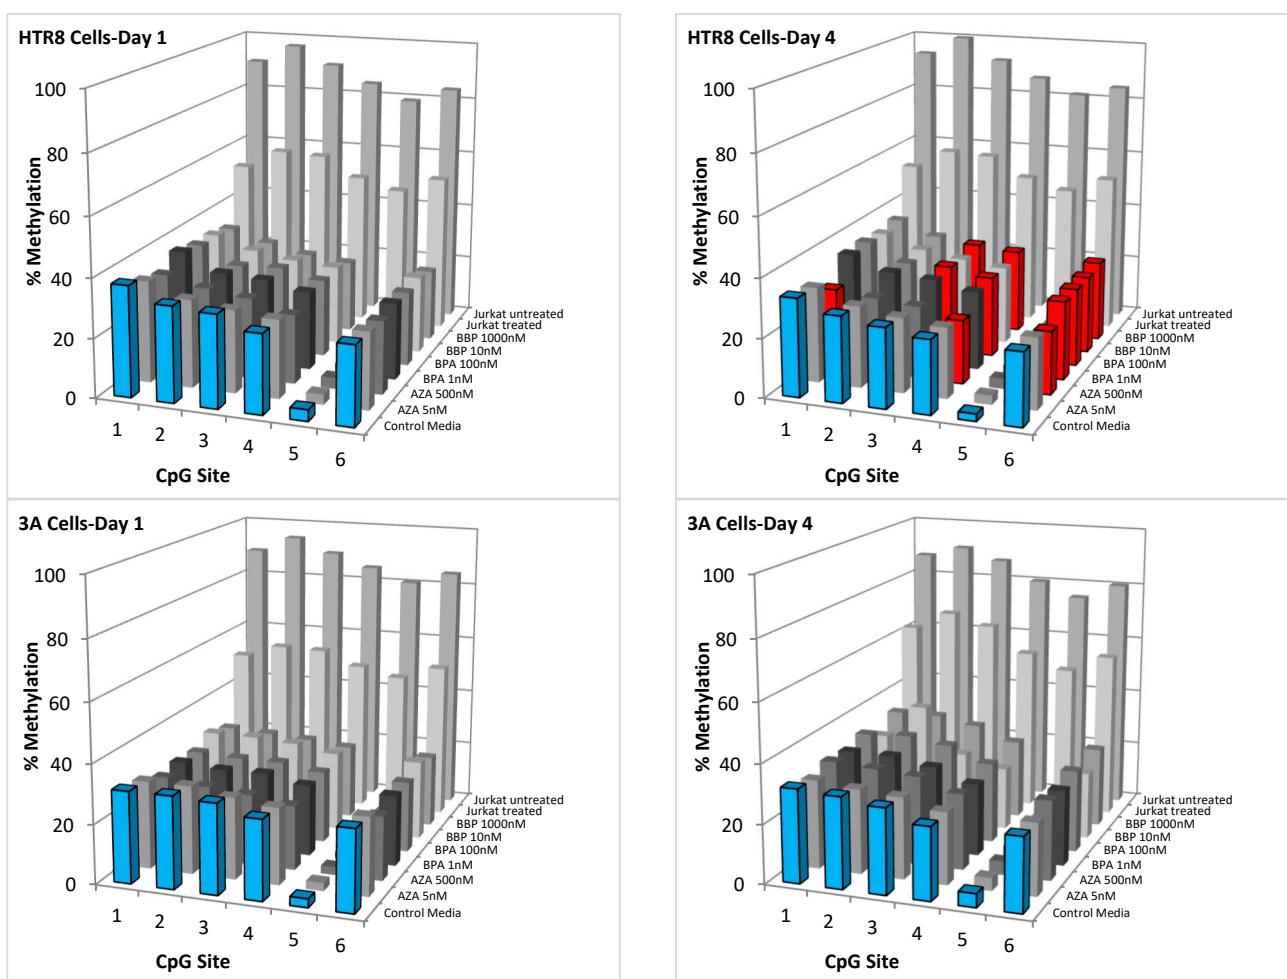 HTR8 Cells-Day 1
100
80
60
40
20
0
% Methylation
1
2
3
4
5
6
CpG Site
Jurkat untreated
Jurkat treated
BBP 1000nM
BBP 10nM
BPA 100nM
BPA 1nM
AZA 500nM
AZA 5nM
Control Media
HTR8 Cells-Day 4
100
80
60
40
20
0
% Methylation
1
2
3
4
5
6
CpG Site
Jurkat untreated
Jurkat treated
BBP 1000nM
BBP 10nM
BPA 100nM
BPA 1nM
AZA 500nM
AZA 5nM
Control Media
3A Cells-Day 1
100
80
60
40
20
0
% Methylation
1
2
3
4
5
6
CpG Site
Jurkat untreated
Jurkat treated
BBP 1000nM
BBP 10nM
BPA 100nM
BPA 1nM
AZA 500nM
AZA 5nM
Control Media
3A Cells-Day 4
100
80
60
40
20
0
% Methylation
1
2
3
4
5
6
CpG Site
Jurkat untreated
Jurkat treated
BBP 1000nM
BBP 10nM
BPA 100nM
BPA 1nM
AZA 500nM
AZA 5nM
Control Media